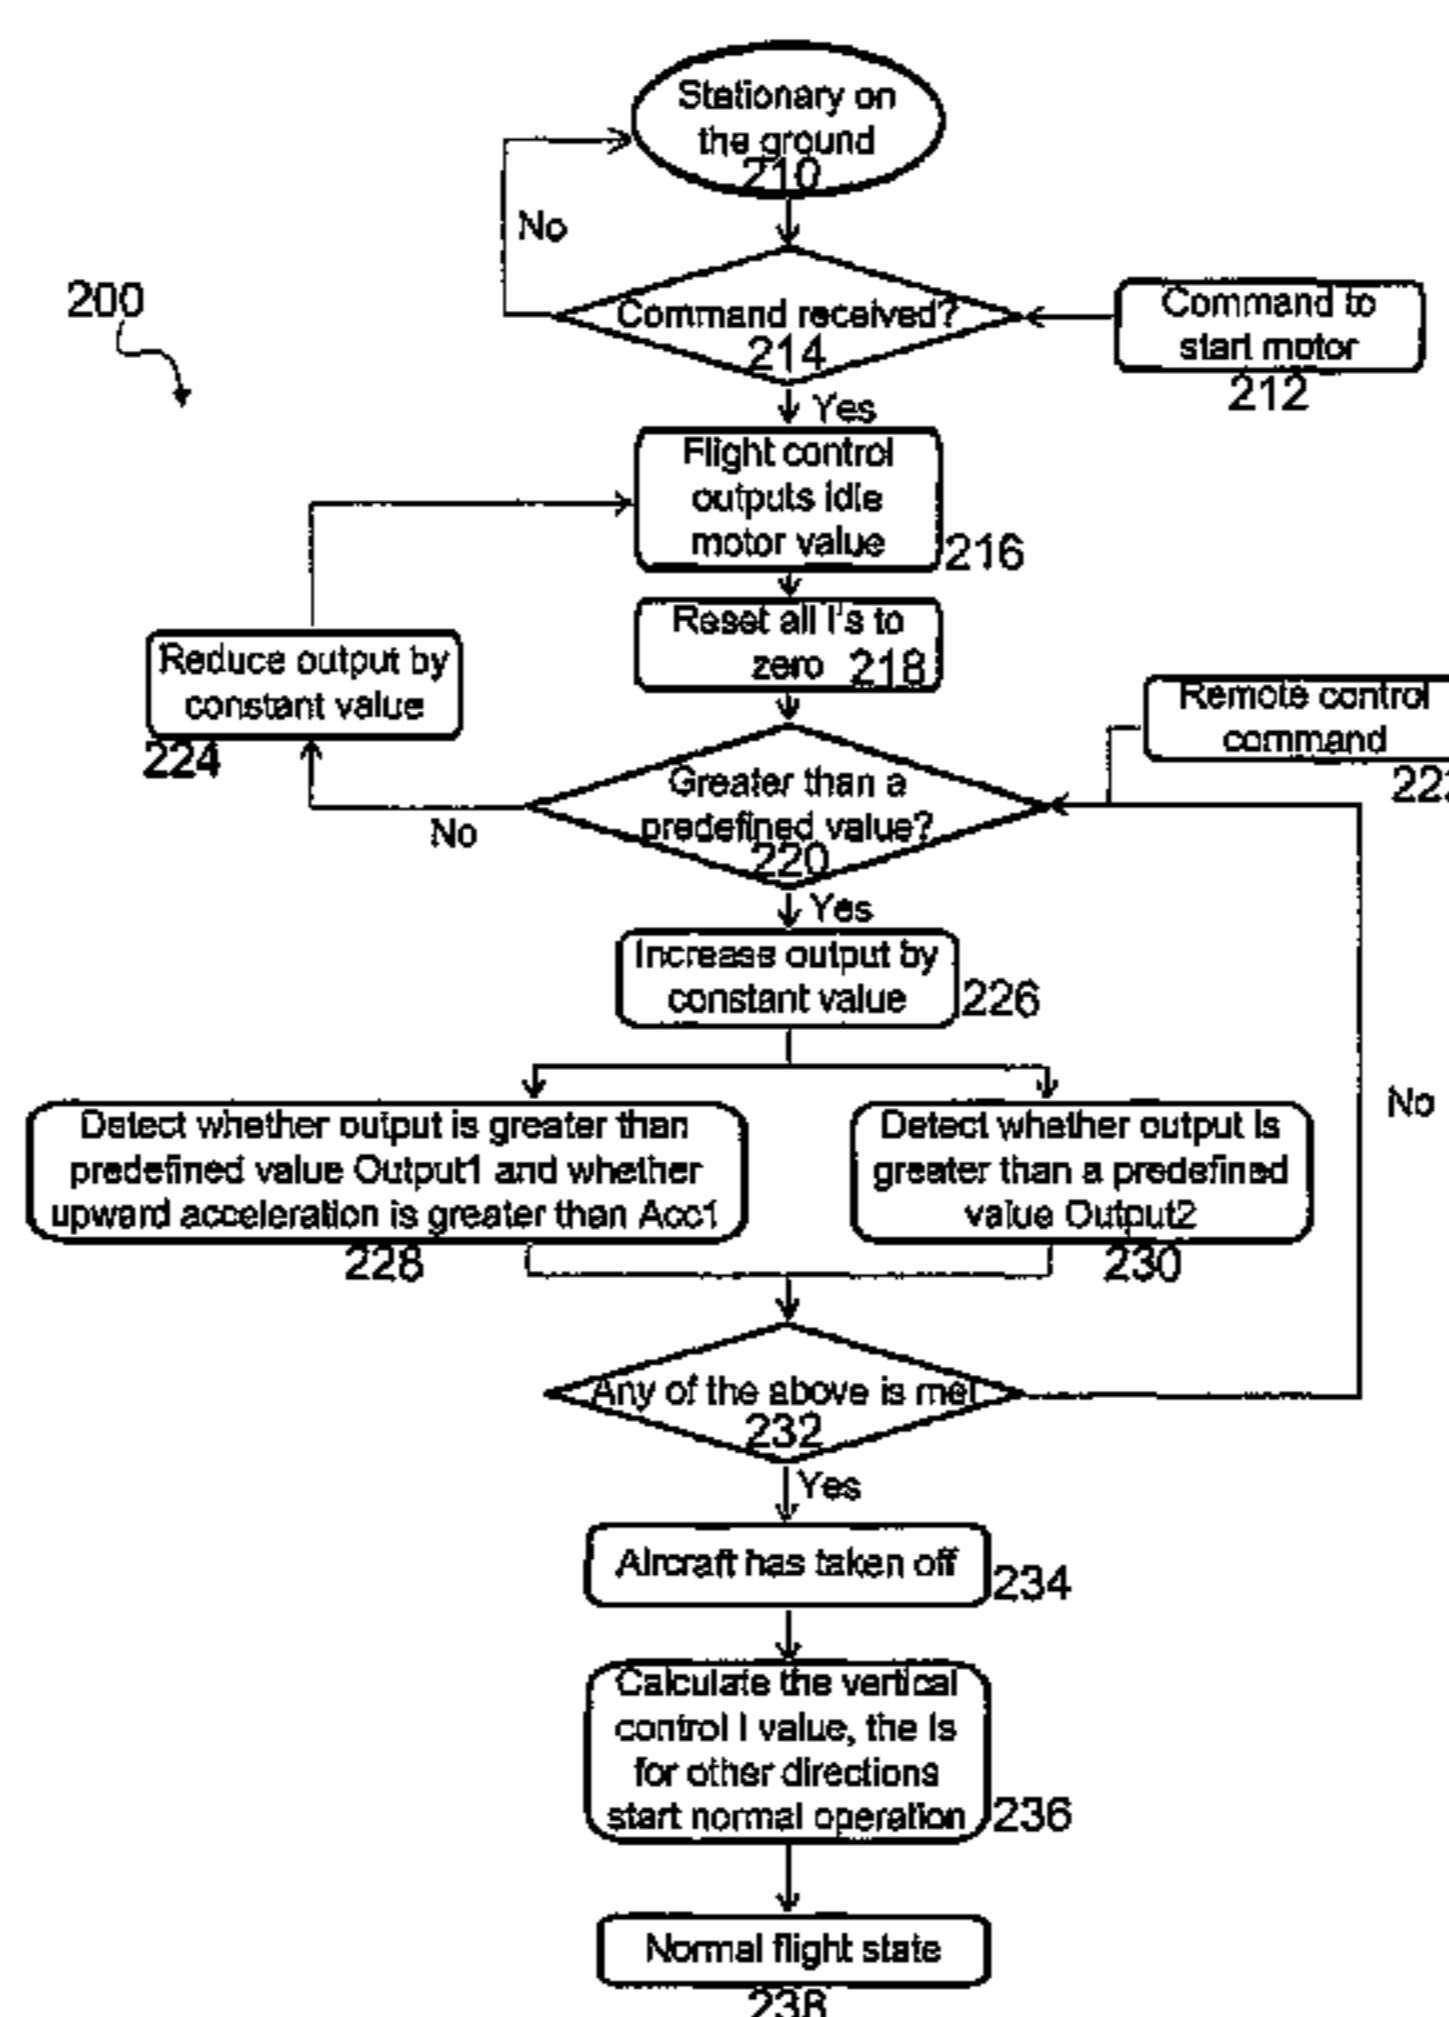 Stationary on
the ground
210
No
200
Command received?
214
Command to
start motor
212
Yes
Flight control
outputs idle
motor value
216
Reset all I's to
zero 218
Reduce output by
constant value
224
Remote control
command
Greater than a
predefined value?
220
No
Yes
Increase output by
constant value
226
Detect whether output is greater than
predefined value Output1 and whether
upward acceleration is greater than Acc1
228
Detect whether output is
greater than a predefined
value Output2
230
No
Any of the above is met
232
Yes
Aircraft has taken off
234
Calculate the vertical
control I value, the Is
for other directions
start normal operation
236
Normal flight state
238